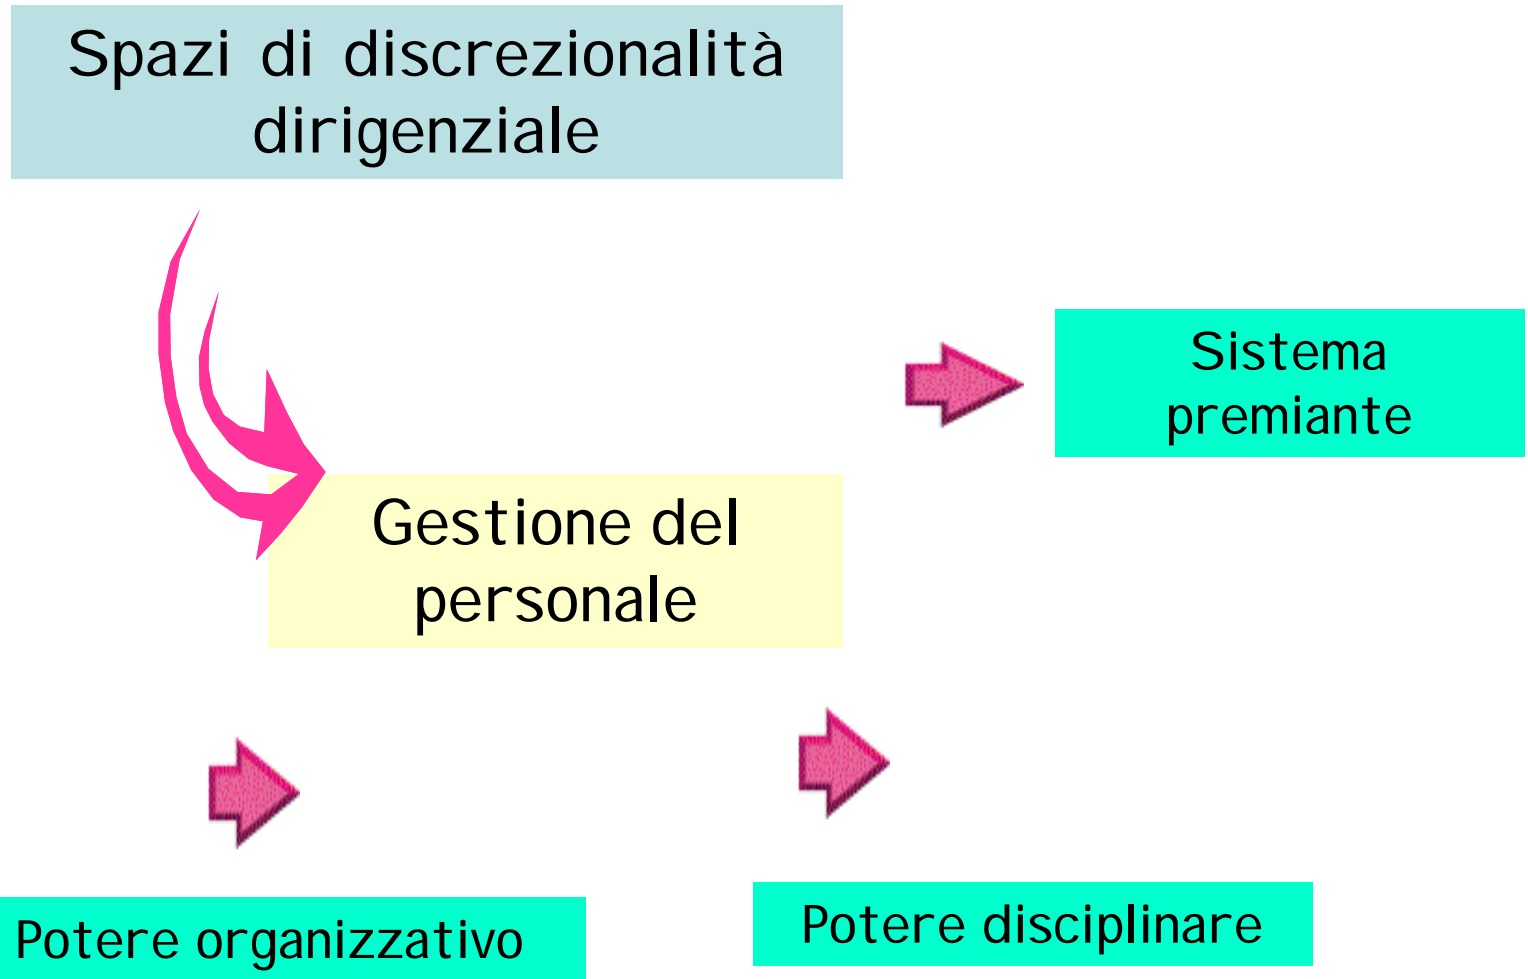 Spazi di discrezionalità
dirigenziale
Sistema
premiante
Gestione del
personale
Potere organizzativo
Potere disciplinare